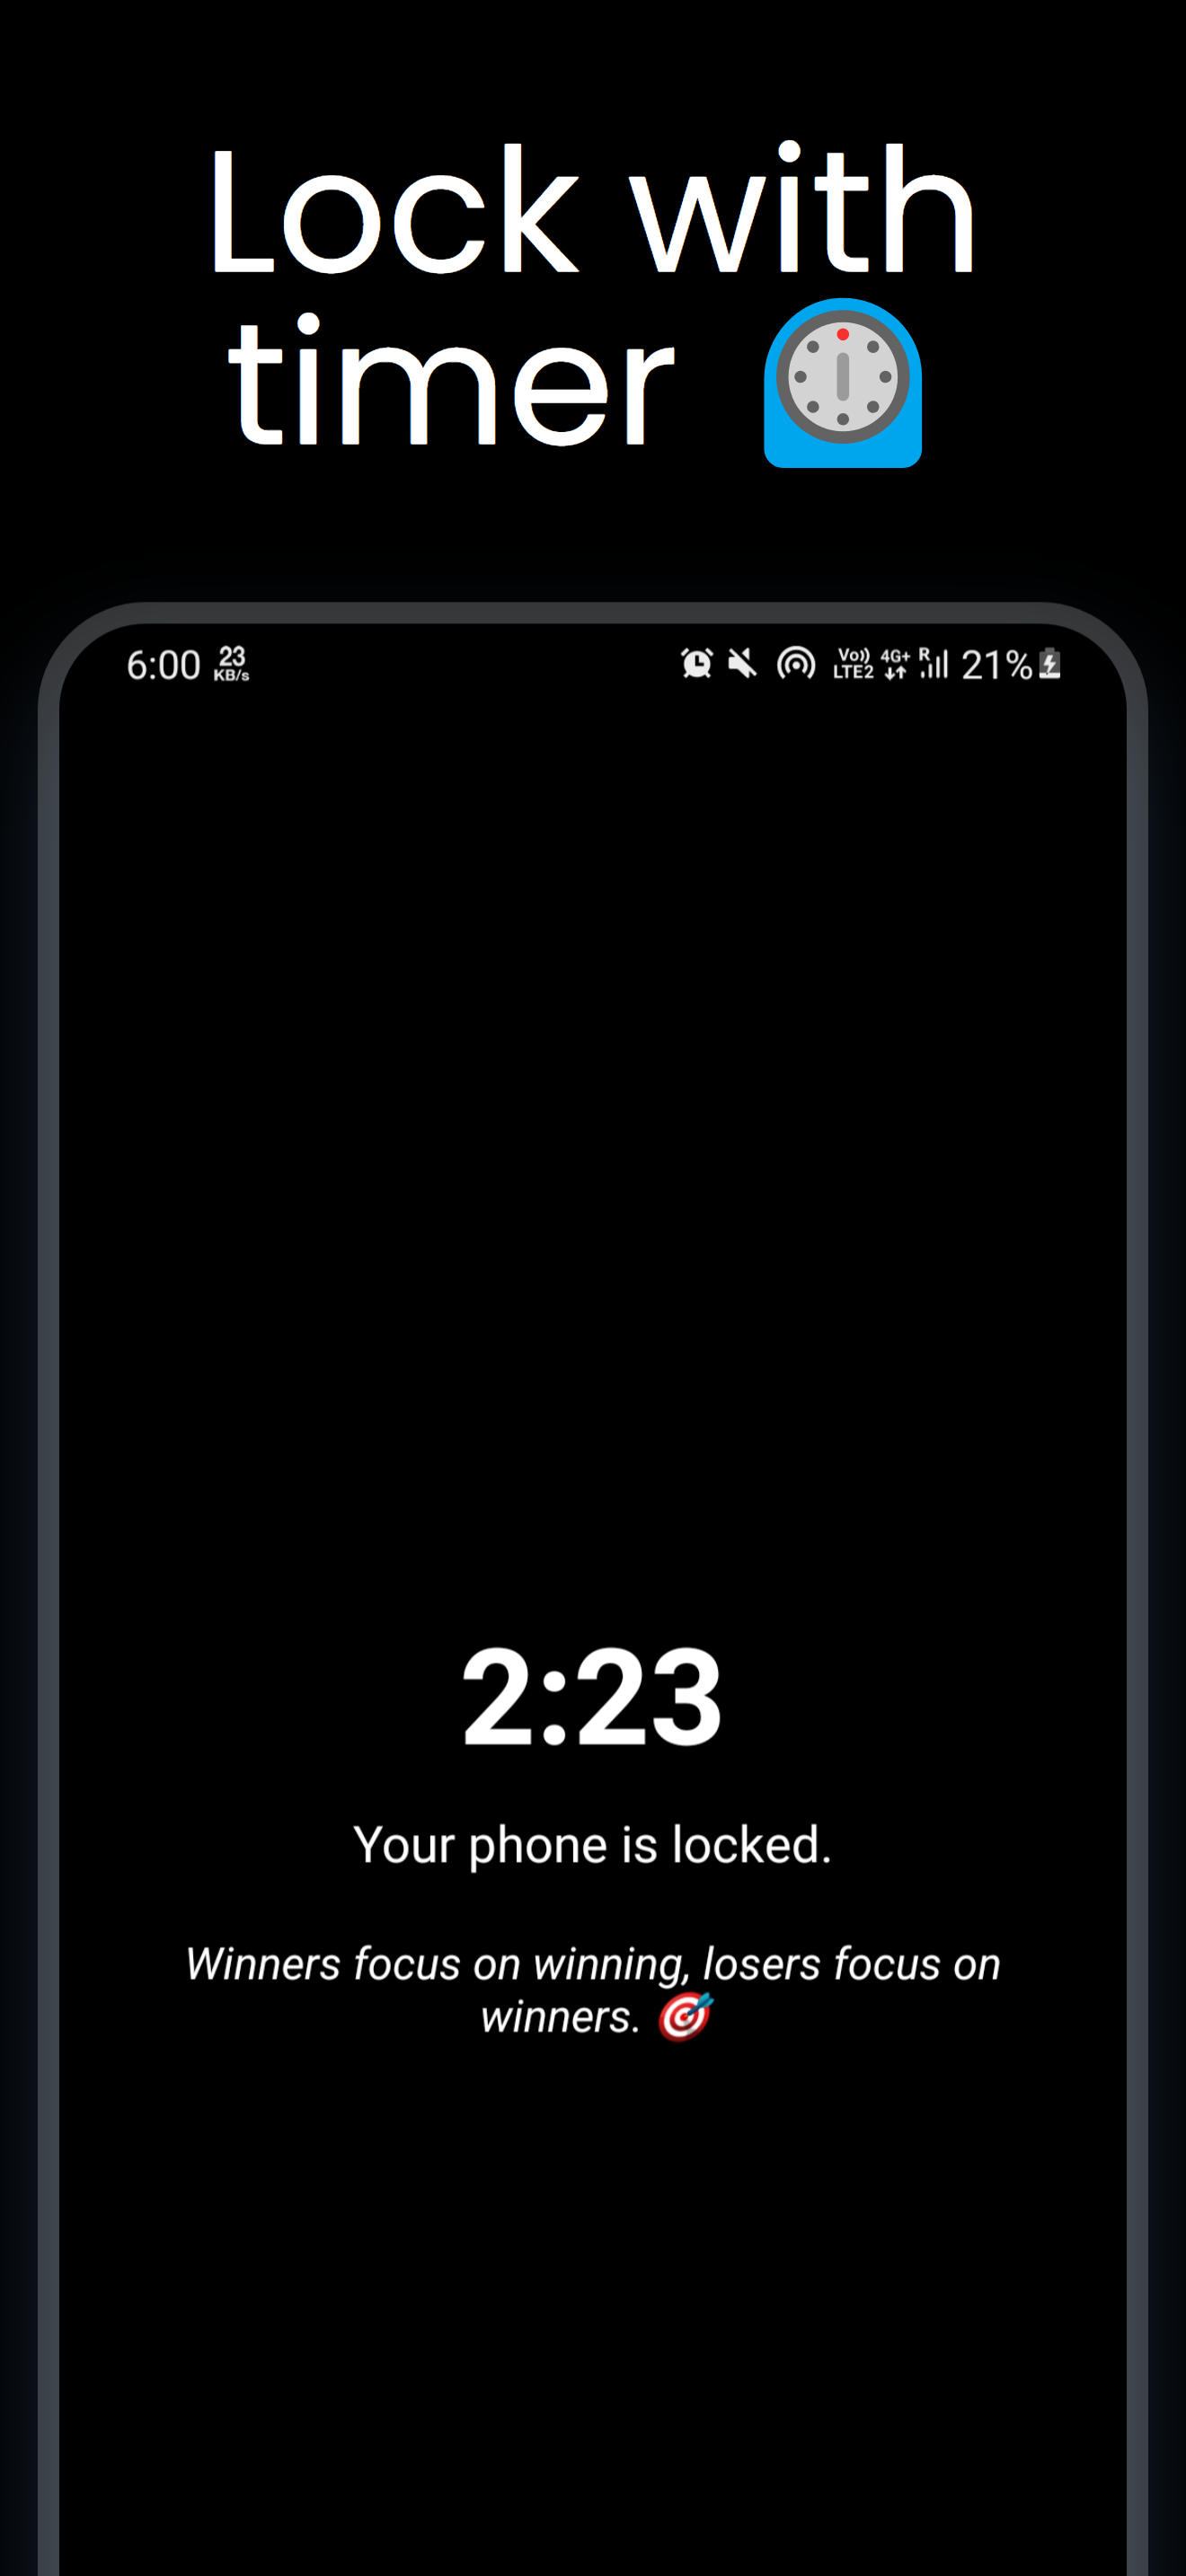 Lock with
timer
6:00 23 KB/s Vo)) LTE2 4G+ R 21%
2:23
Your phone is locked.
Winners focus on winning, losers focus on
winners. 🎯